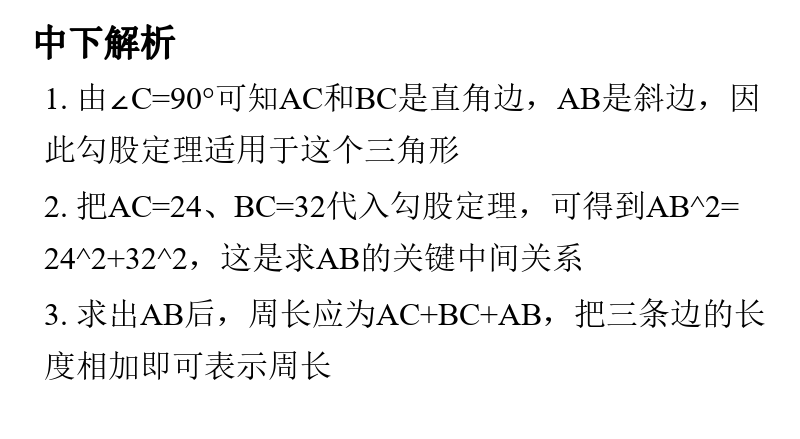 中下解析
1. 由∠C=90°可知AC和BC是直角边，AB是斜边，因
此勾股定理适用于这个三角形
2. 把AC=24、BC=32代入勾股定理，可得到AB^2=
24^2+32^2，这是求AB的关键中间关系
3. 求出AB后，周长应为AC+BC+AB，把三条边的长
度相加即可表示周长